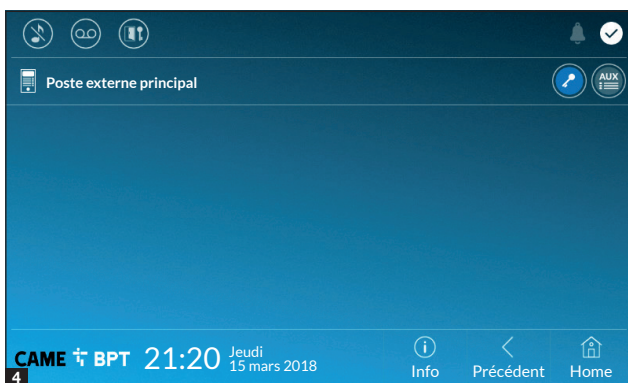 Poste externe principal
AUX
CAME BPT 21:20 Jeudi
15 mars 2018
Info
Précédent
Home
4